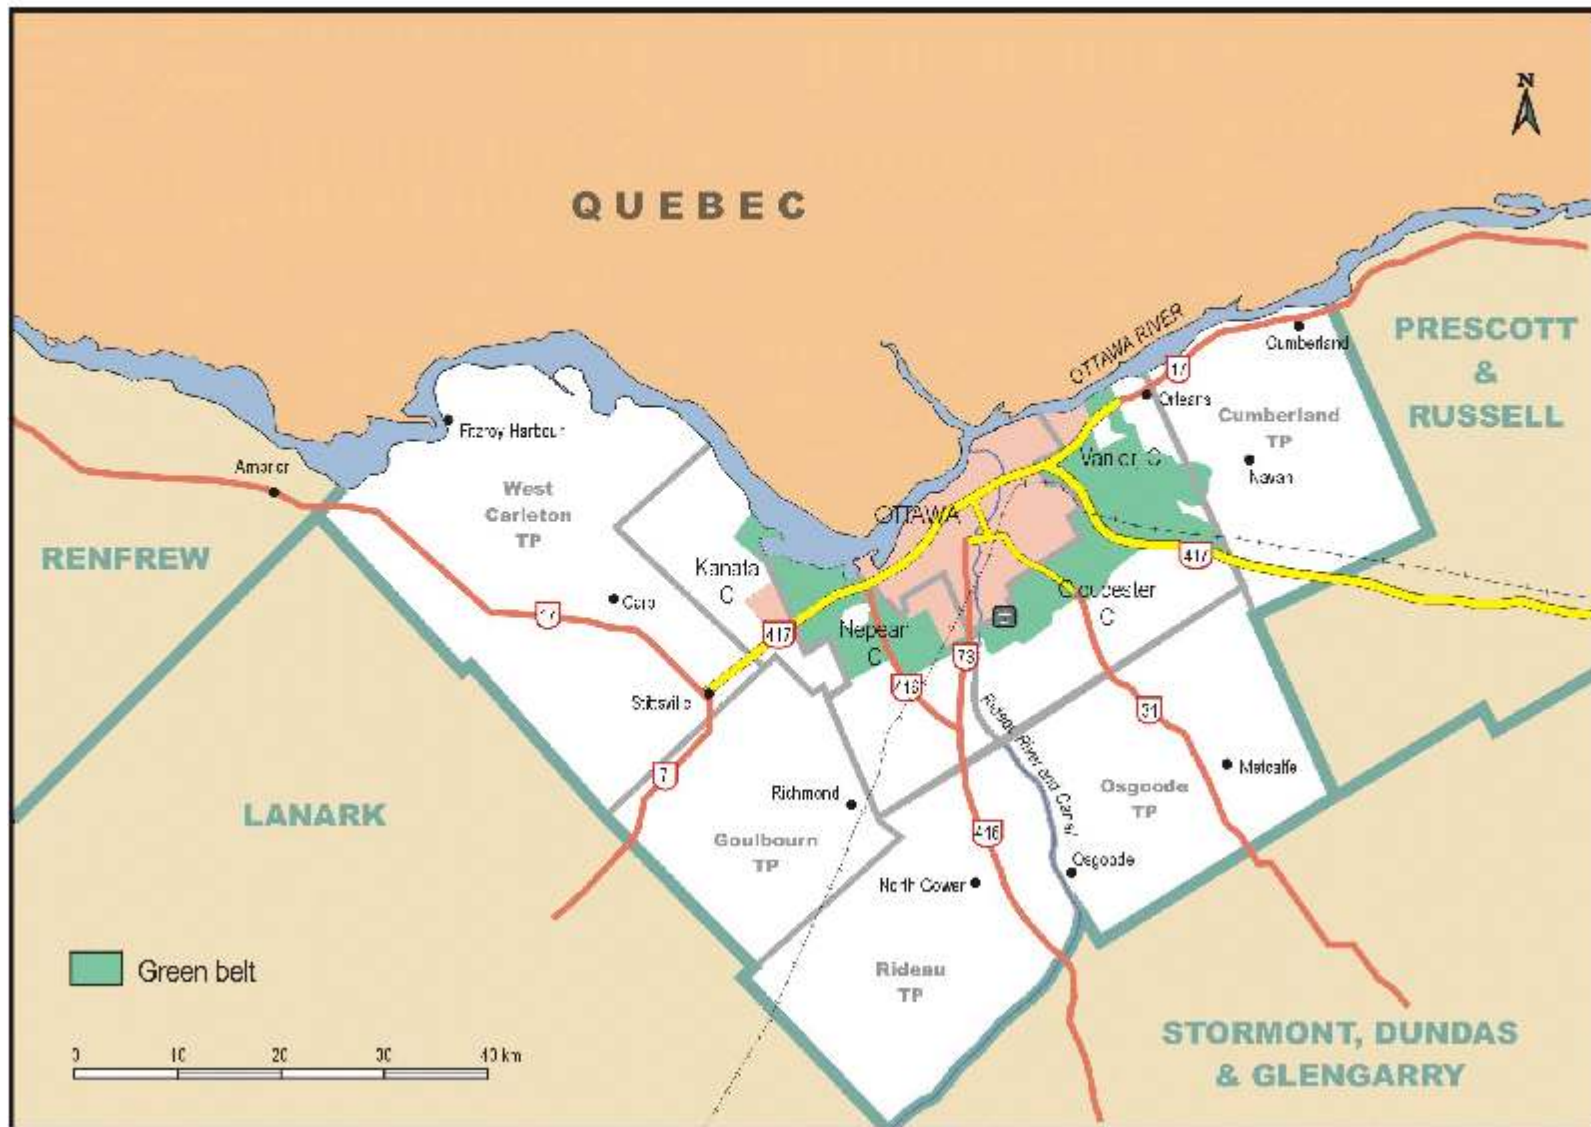 N
QUEBEC
OTTAWA RIVER
PRESCOTT
&
RUSSELL
17
Cumberland
Orleans
Cumberland
TP
Navan
Fitzroy Harbour
Arnprior
West
Carleton
TP
Vanier C
OTTAWA
RENFREW
Kanata
C
417
Gloucester
C
17
Carp
417
Nepean
C
73
416
31
Stittsville
Rideau River and Canal
7
Metcalfe
Osgoode
TP
Richmond
LANARK
Goulbourn
TP
416
Osgoode
North Gower
Green belt
Rideau
TP
STORMONT, DUNDAS
& GLENGARRY
0 10 20 30 40 km